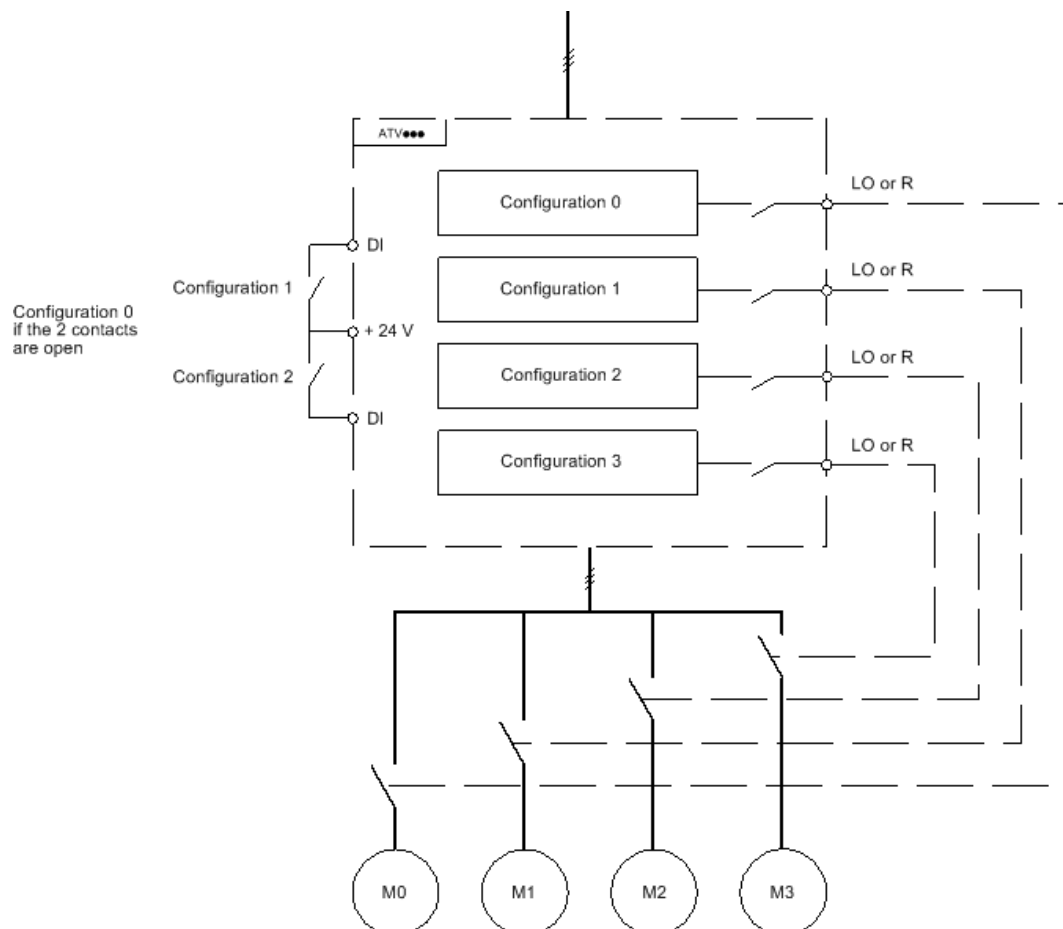 ATV●●●
LO or R
Configuration 0
DI
LO or R
Configuration 1
Configuration 1
Configuration 0
if the 2 contacts
are open
+ 24 V
LO or R
Configuration 2
Configuration 2
DI
LO or R
Configuration 3
M0
M1
M2
M3